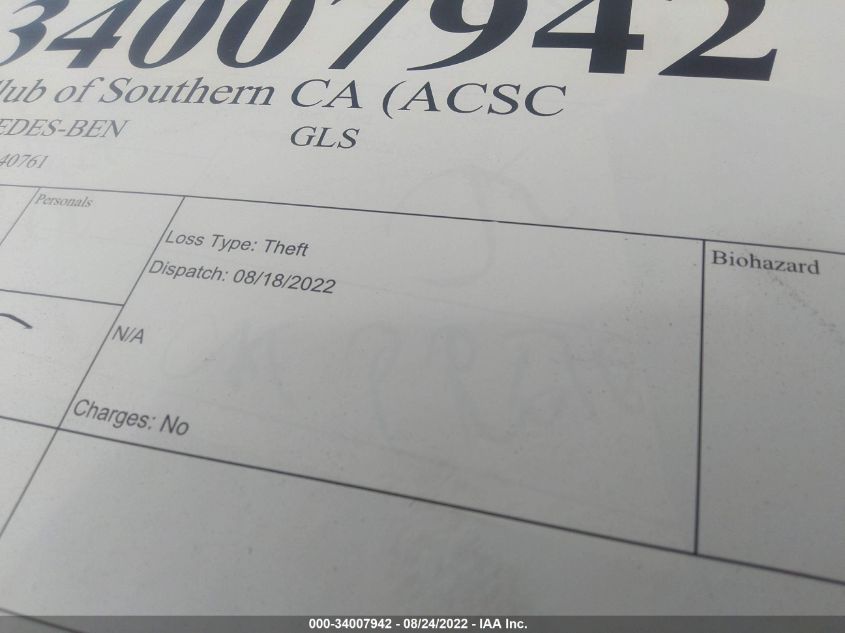 34007942
lub of Southern CA (ACSC
EDES-BEN GLS
40761
Personals
Loss Type: Theft
Dispatch: 08/18/2022
N/A
Charges: No
Biohazard
000-34007942 - 08/24/2022 - IAA Inc.